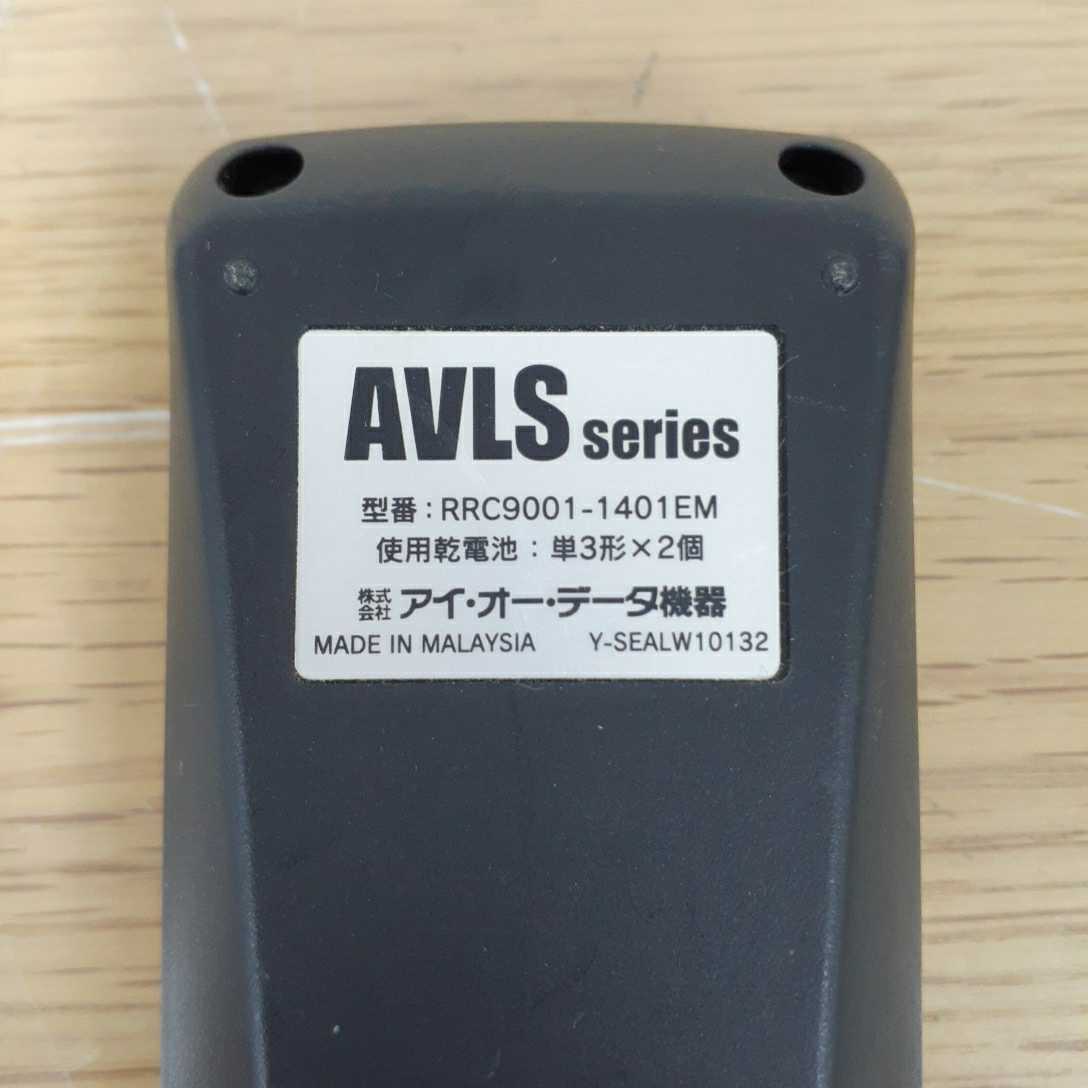 AVLS series
型番：RRC9001-1401EM
使用乾電池：単3形×2個
株式会社 アイ・オー・データ機器
MADE IN MALAYSIA Y-SEALW10132